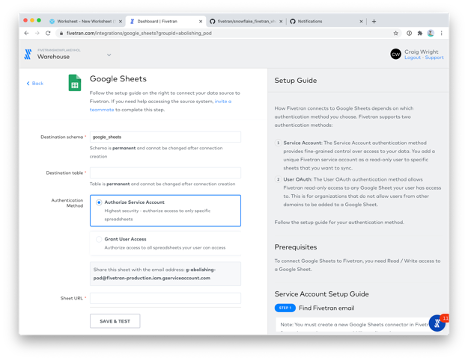 Worksheet - New Worksheet
Dashboard | Fivetran
fivetran/snowflake_fivetran_
Notifications
fivetran.com/integrations/google_sheets?groupid=abolishing_pod
Warehouse
CW
Craig Wright
Logout · Support
Back
Google Sheets
Follow the setup guide on the right to connect your data source to
Fivetran. If you need help accessing the source system, invite a
teammate to complete this step.
Destination schema *
google_sheets
Schema is permanent and cannot be changed after connection
creation
Destination table *
Table is permanent and cannot be changed after connection creation
Authentication
Method
Authorize Service Account
Highest security - authorize access to only specific
spreadsheets
Grant User Access
Authorize access to all spreadsheets your user can access
Share this sheet with the email address: g-abolishing-
pod@fivetran-production.iam.gserviceaccount.com
Sheet URL *
SAVE & TEST
Setup Guide
How Fivetran connects to Google Sheets depends on which
authentication method you choose. Fivetran supports two
authentication methods:
1 Service Account: The Service Account authentication method
provides fine-grained control over access to your data. You add a
unique Fivetran service account as a read-only user to specific
sheets that you want to sync.
2 User OAuth: The User OAuth authentication method allows
Fivetran read-only access to any Google Sheet your user has access
to. This is for organizations that do not allow users from other
domains to be added to a Google Sheet.
Follow the setup guide for your authentication method.
Prerequisites
To connect Google Sheets to Fivetran, you need Read / Write access to
a Google Sheet.
Service Account Setup Guide
STEP 1 Find Fivetran email
Note: You must create a new Google Sheets connector in Fivetran